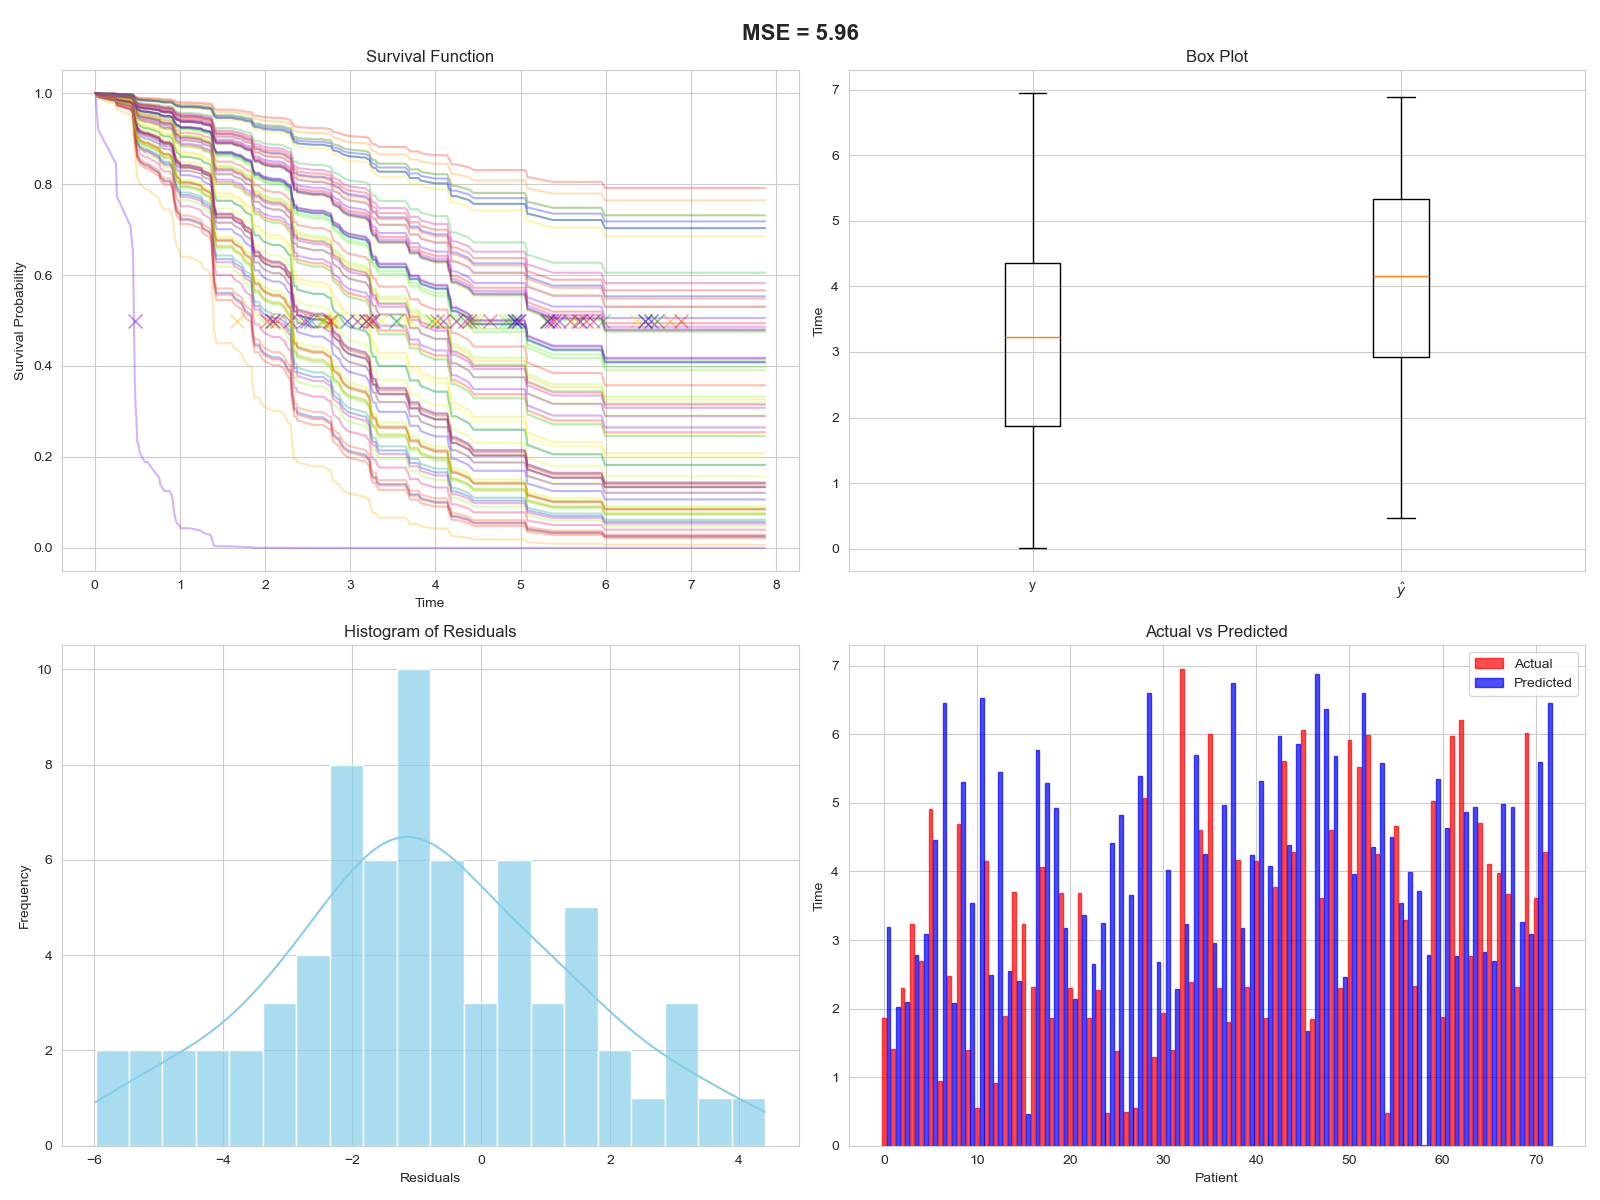 MSE = 5.96
Survival Function
1.0
0.8
0.6
0.4
0.2
0.0
Survival Probability
0 1 2 3 4 5 6 7 8
Time
Box Plot
7
6
5
4
3
2
1
0
Time
y ŷ
Histogram of Residuals
10
8
6
4
2
0
Frequency
−6 −4 −2 0 2 4
Residuals
Actual vs Predicted
Actual
Predicted
7
6
5
4
3
2
1
0
Time
0 10 20 30 40 50 60 70
Patient